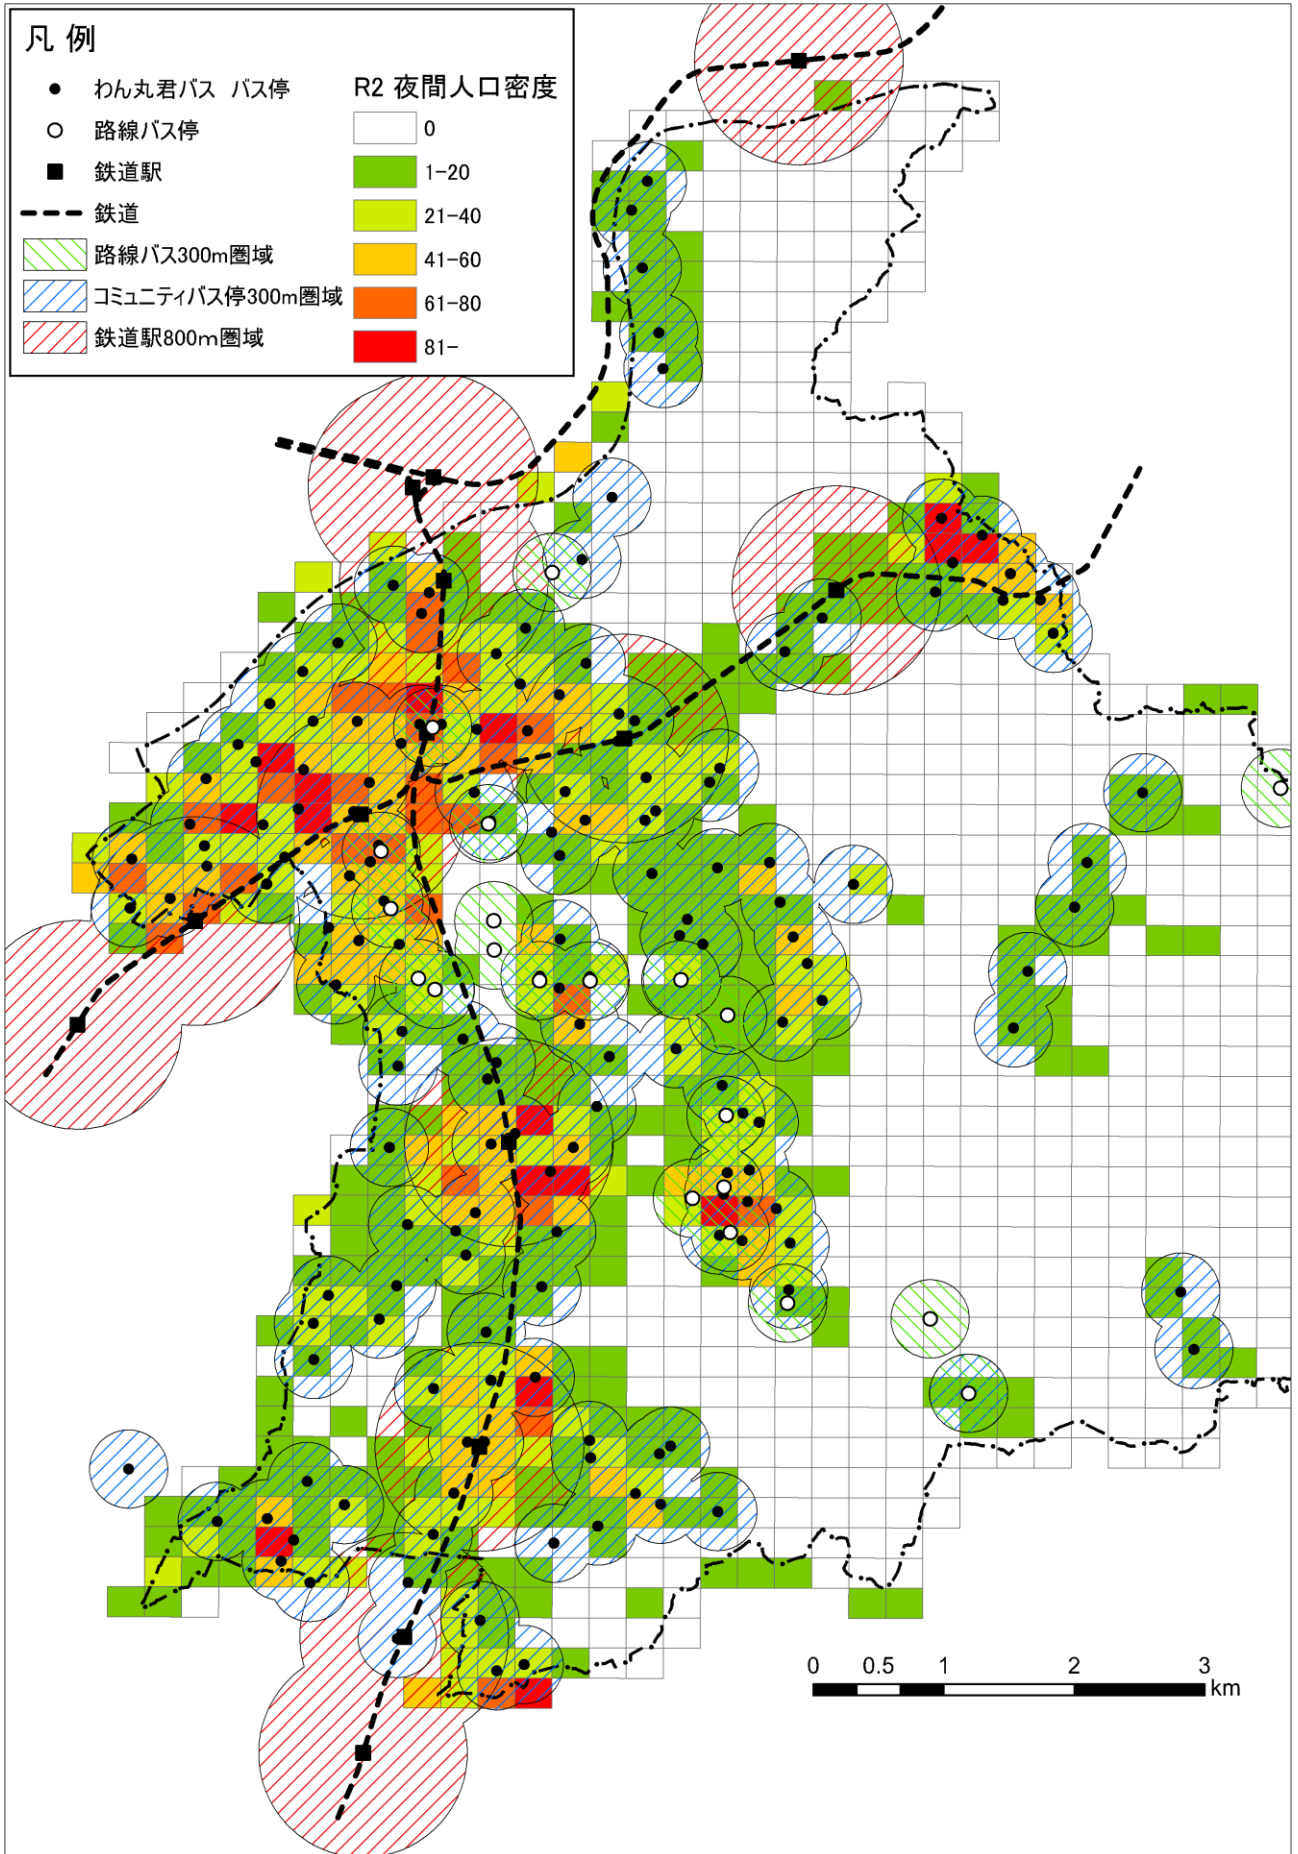 凡 例
わん丸君バス バス停
路線バス停
鉄道駅
鉄道
路線バス300m圏域
コミュニティバス停300m圏域
鉄道駅800m圏域
R2 夜間人口密度
0
1-20
21-40
41-60
61-80
81-
0 0.5 1 2 3
km